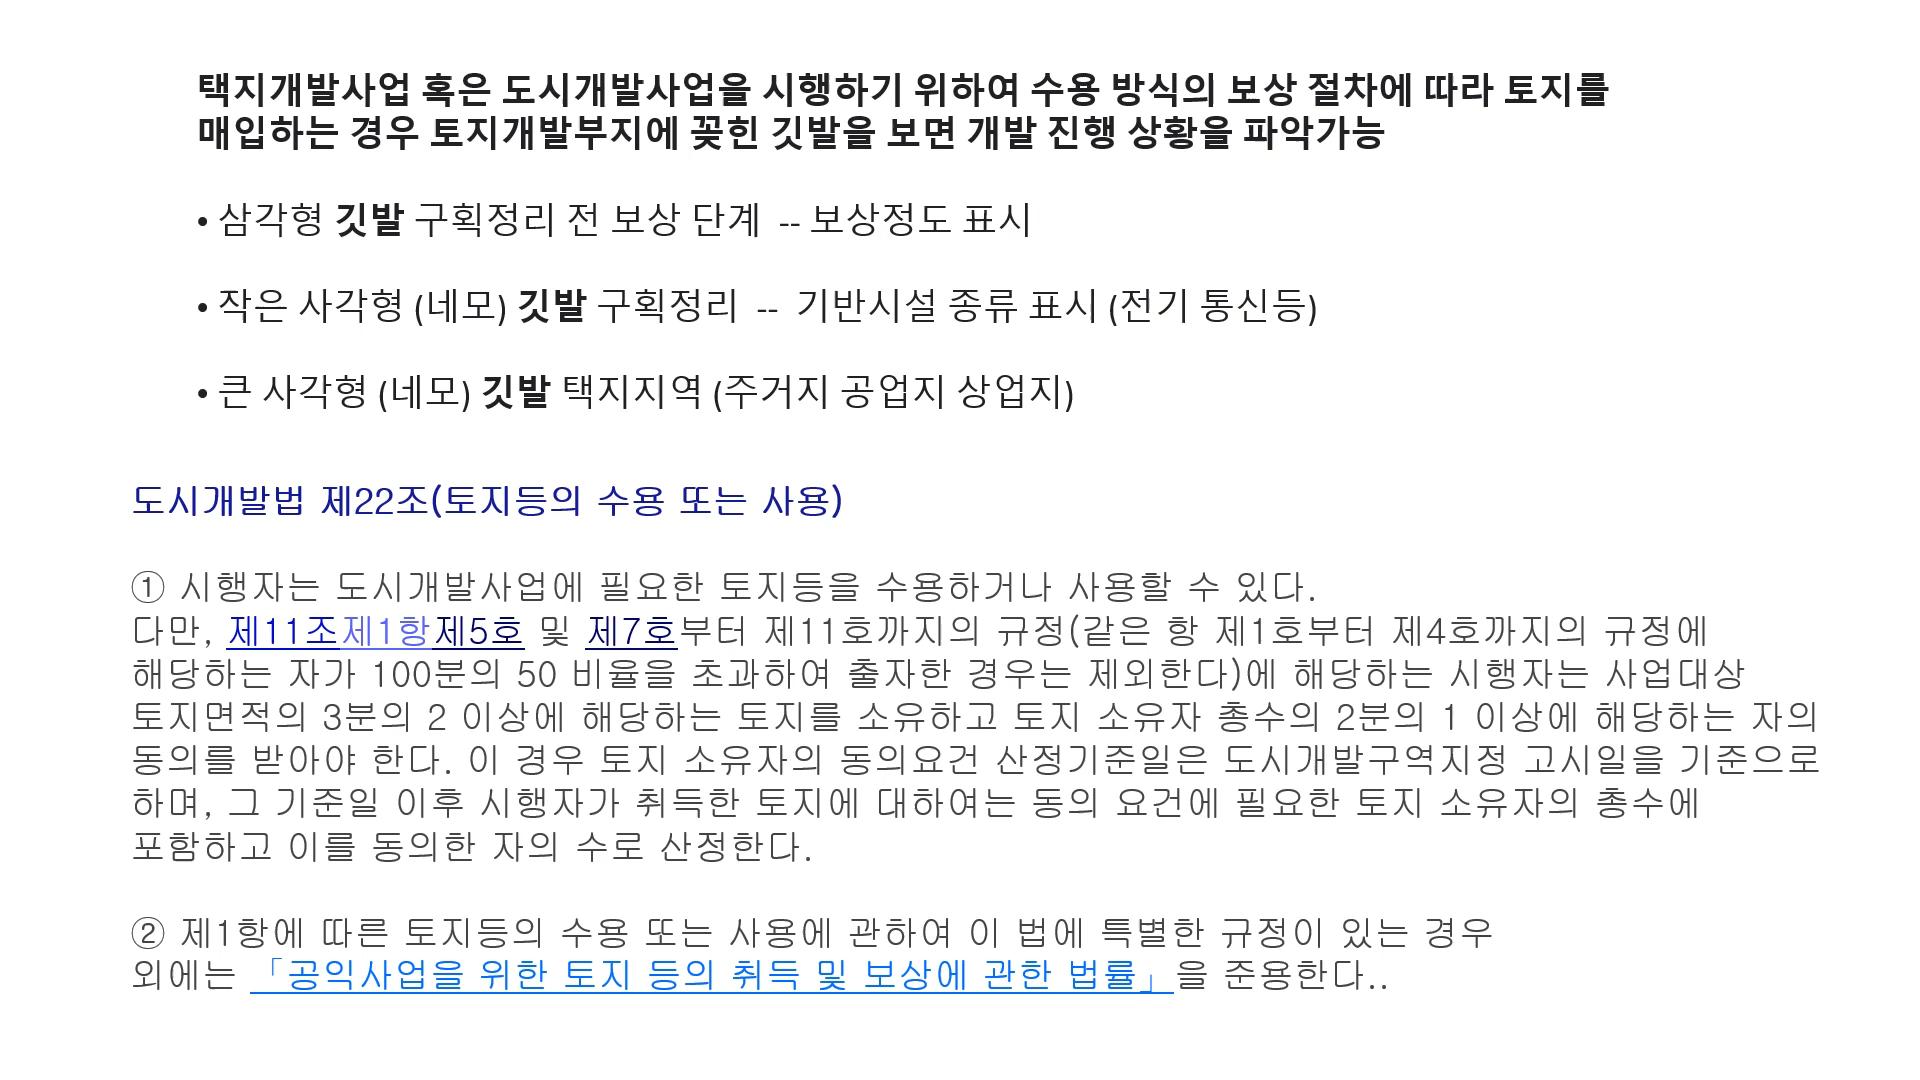 택지개발사업 혹은 도시개발사업을 시행하기 위하여 수용 방식의 보상 절차에 따라 토지를
매입하는 경우 토지개발부지에 꽂힌 깃발을 보면 개발 진행 상황을 파악가능
• 삼각형 깃발 구획정리 전 보상 단계 -- 보상정도 표시
• 작은 사각형 (네모) 깃발 구획정리 -- 기반시설 종류 표시 (전기 통신등)
• 큰 사각형 (네모) 깃발 택지지역 (주거지 공업지 상업지)
도시개발법 제22조(토지등의 수용 또는 사용)
① 시행자는 도시개발사업에 필요한 토지등을 수용하거나 사용할 수 있다.
다만, 제11조제1항제5호 및 제7호부터 제11호까지의 규정(같은 항 제1호부터 제4호까지의 규정에
해당하는 자가 100분의 50 비율을 초과하여 출자한 경우는 제외한다)에 해당하는 시행자는 사업대상
토지면적의 3분의 2 이상에 해당하는 토지를 소유하고 토지 소유자 총수의 2분의 1 이상에 해당하는 자의
동의를 받아야 한다. 이 경우 토지 소유자의 동의요건 산정기준일은 도시개발구역지정 고시일을 기준으로
하며, 그 기준일 이후 시행자가 취득한 토지에 대하여는 동의 요건에 필요한 토지 소유자의 총수에
포함하고 이를 동의한 자의 수로 산정한다.
② 제1항에 따른 토지등의 수용 또는 사용에 관하여 이 법에 특별한 규정이 있는 경우
외에는 「공익사업을 위한 토지 등의 취득 및 보상에 관한 법률」을 준용한다..